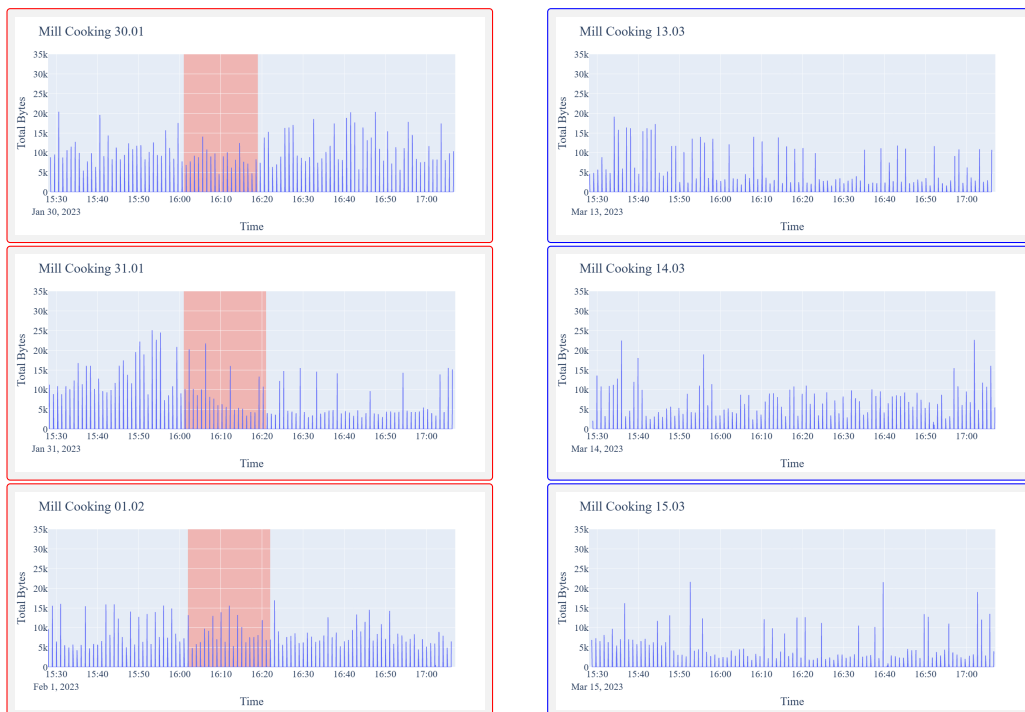 Mill Cooking 30.01
35k
30k
25k
20k
15k
10k
5k
0
Total Bytes
15:30 15:40 15:50 16:00 16:10 16:20 16:30 16:40 16:50 17:00
Jan 30, 2023
Time
Mill Cooking 13.03
35k
30k
25k
20k
15k
10k
5k
0
Total Bytes
15:30 15:40 15:50 16:00 16:10 16:20 16:30 16:40 16:50 17:00
Mar 13, 2023
Time
Mill Cooking 31.01
35k
30k
25k
20k
15k
10k
5k
0
Total Bytes
15:30 15:40 15:50 16:00 16:10 16:20 16:30 16:40 16:50 17:00
Jan 31, 2023
Time
Mill Cooking 14.03
35k
30k
25k
20k
15k
10k
5k
0
Total Bytes
15:30 15:40 15:50 16:00 16:10 16:20 16:30 16:40 16:50 17:00
Mar 14, 2023
Time
Mill Cooking 01.02
35k
30k
25k
20k
15k
10k
5k
0
Total Bytes
15:30 15:40 15:50 16:00 16:10 16:20 16:30 16:40 16:50 17:00
Feb 1, 2023
Time
Mill Cooking 15.03
35k
30k
25k
20k
15k
10k
5k
0
Total Bytes
15:30 15:40 15:50 16:00 16:10 16:20 16:30 16:40 16:50 17:00
Mar 15, 2023
Time